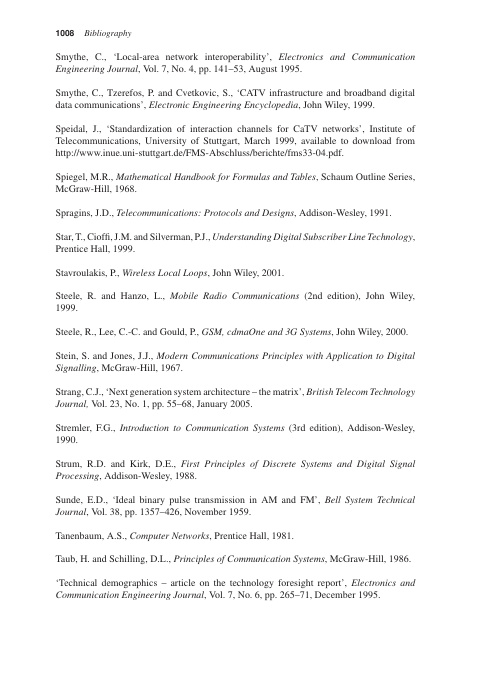 1008 Bibliography
Smythe, C., ‘Local-area network interoperability’, Electronics and Communication
Engineering Journal, Vol. 7, No. 4, pp. 141–53, August 1995.
Smythe, C., Tzerefos, P. and Cvetkovic, S., ‘CATV infrastructure and broadband digital
data communications’, Electronic Engineering Encyclopedia, John Wiley, 1999.
Speidal, J., ‘Standardization of interaction channels for CaTV networks’, Institute of
Telecommunications, University of Stuttgart, March 1999, available to download from
http://www.inue.uni-stuttgart.de/FMS-Abschluss/berichte/fms33-04.pdf.
Spiegel, M.R., Mathematical Handbook for Formulas and Tables, Schaum Outline Series,
McGraw-Hill, 1968.
Spragins, J.D., Telecommunications: Protocols and Designs, Addison-Wesley, 1991.
Star, T., Cioffi, J.M. and Silverman, P.J., Understanding Digital Subscriber Line Technology,
Prentice Hall, 1999.
Stavroulakis, P., Wireless Local Loops, John Wiley, 2001.
Steele, R. and Hanzo, L., Mobile Radio Communications (2nd edition), John Wiley,
1999.
Steele, R., Lee, C.-C. and Gould, P., GSM, cdmaOne and 3G Systems, John Wiley, 2000.
Stein, S. and Jones, J.J., Modern Communications Principles with Application to Digital
Signalling, McGraw-Hill, 1967.
Strang, C.J., ‘Next generation system architecture – the matrix’, British Telecom Technology
Journal, Vol. 23, No. 1, pp. 55–68, January 2005.
Stremler, F.G., Introduction to Communication Systems (3rd edition), Addison-Wesley,
1990.
Strum, R.D. and Kirk, D.E., First Principles of Discrete Systems and Digital Signal
Processing, Addison-Wesley, 1988.
Sunde, E.D., ‘Ideal binary pulse transmission in AM and FM’, Bell System Technical
Journal, Vol. 38, pp. 1357–426, November 1959.
Tanenbaum, A.S., Computer Networks, Prentice Hall, 1981.
Taub, H. and Schilling, D.L., Principles of Communication Systems, McGraw-Hill, 1986.
‘Technical demographics – article on the technology foresight report’, Electronics and
Communication Engineering Journal, Vol. 7, No. 6, pp. 265–71, December 1995.